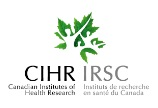 CIHR IRSC
Canadian Institutes of Instituts de recherche
Health Research en santé du Canada